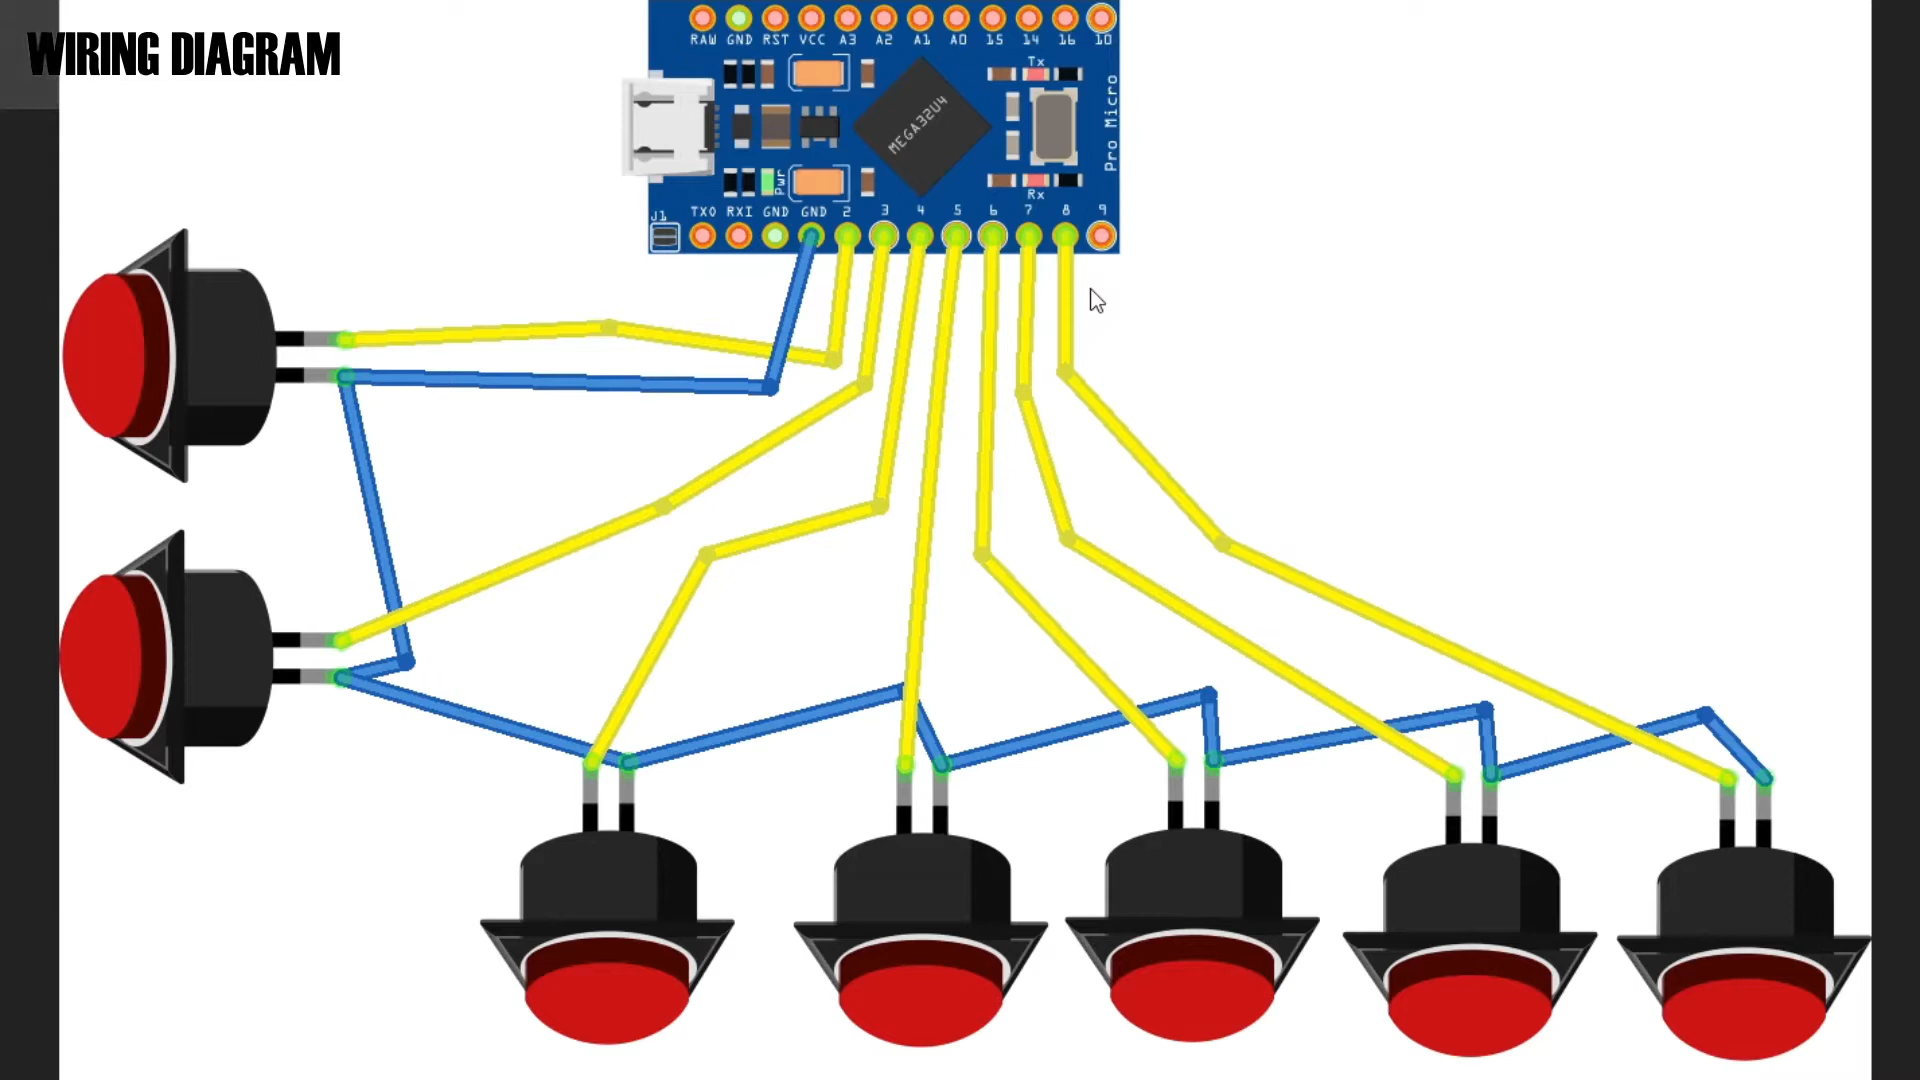 WIRING DIAGRAM
RAW GND RST VCC A3 A2 A1 A0 15 14 16 10
Tx
MEGA32U4
Pro Micro
Pwr
Rx
J1 TXO RXI GND GND 2 3 4 5 6 7 8 9